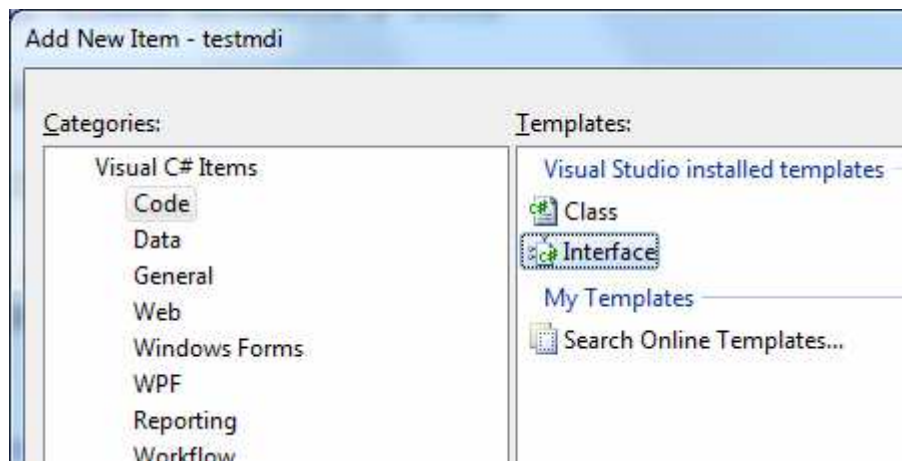 Add New Item - testmdi
Categories:
Visual C# Items
Code
Data
General
Web
Windows Forms
WPF
Reporting
Workflow
Templates:
Visual Studio installed templates
Class
Interface
My Templates
Search Online Templates...